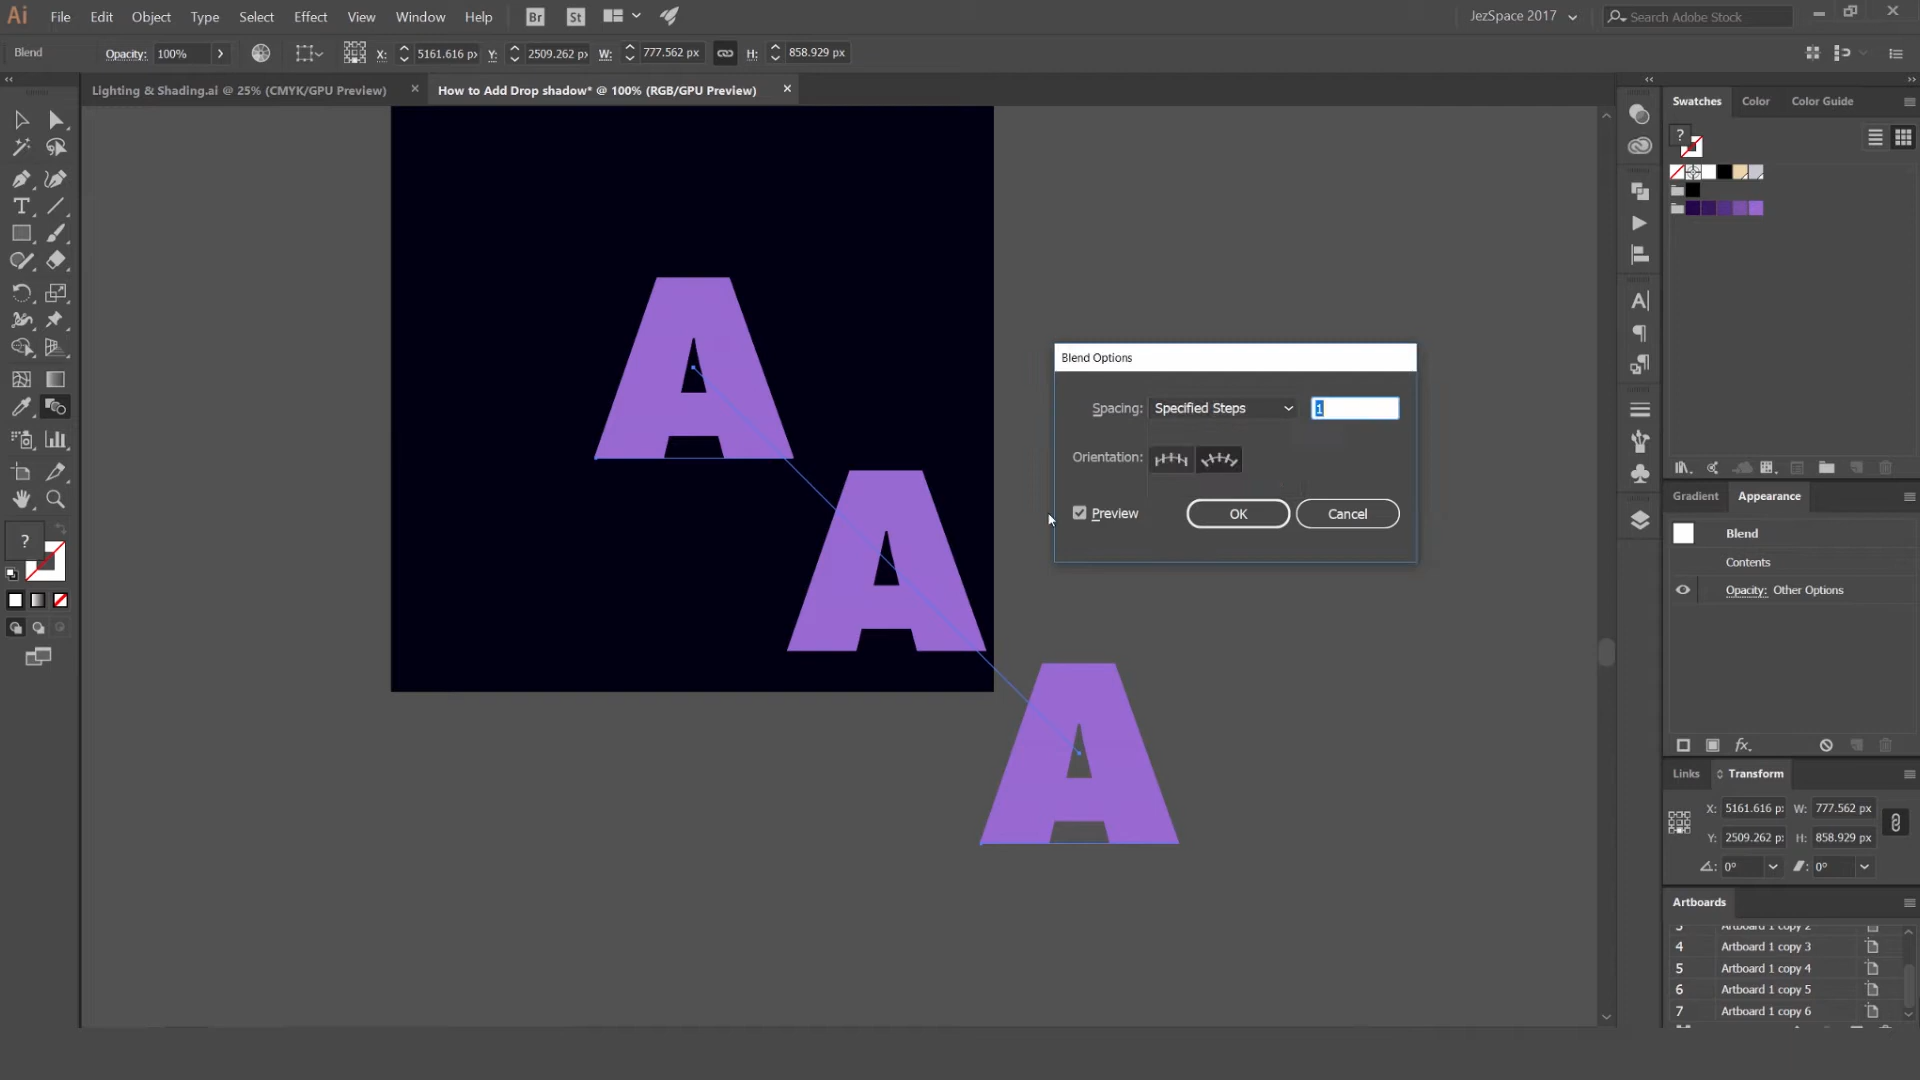 Ai File Edit Object Type Select Effect View Window Help Br St JezSpace 2017 Search Adobe Stock
Blend Opacity: 100% X: 5161.616 px Y: 2509.262 px W: 777.562 px H: 858.929 px
Lighting & Shading.ai @ 25% (CMYK/GPU Preview) × How to Add Drop shadow* @ 100% (RGB/GPU Preview) ×
Swatches Color Color Guide
?
A
Blend Options
Spacing: Specified Steps 1
Orientation:
Preview OK Cancel
A
A
?
Gradient Appearance
Blend
Contents
Opacity: Other Options
fx.
Links Transform
X: 5161.616 p: W: 777.562 px
Y: 2509.262 p: H: 858.929 px
0° 0°
Artboards
3 Artboard 1 copy 2
4 Artboard 1 copy 3
5 Artboard 1 copy 4
6 Artboard 1 copy 5
7 Artboard 1 copy 6